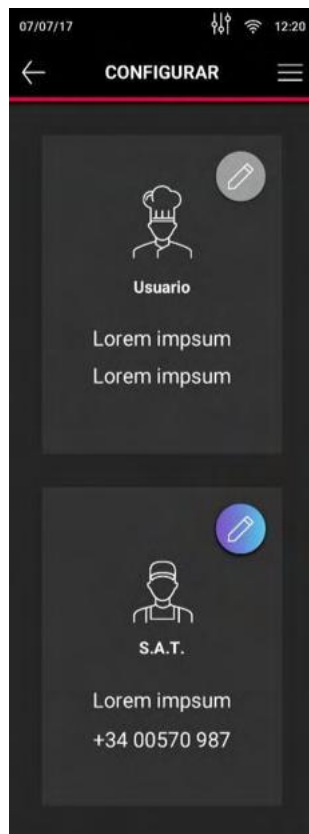 07/07/17 12:20
CONFIGURAR
Usuario
Lorem impsum
Lorem impsum
S.A.T.
Lorem impsum
+34 00570 987